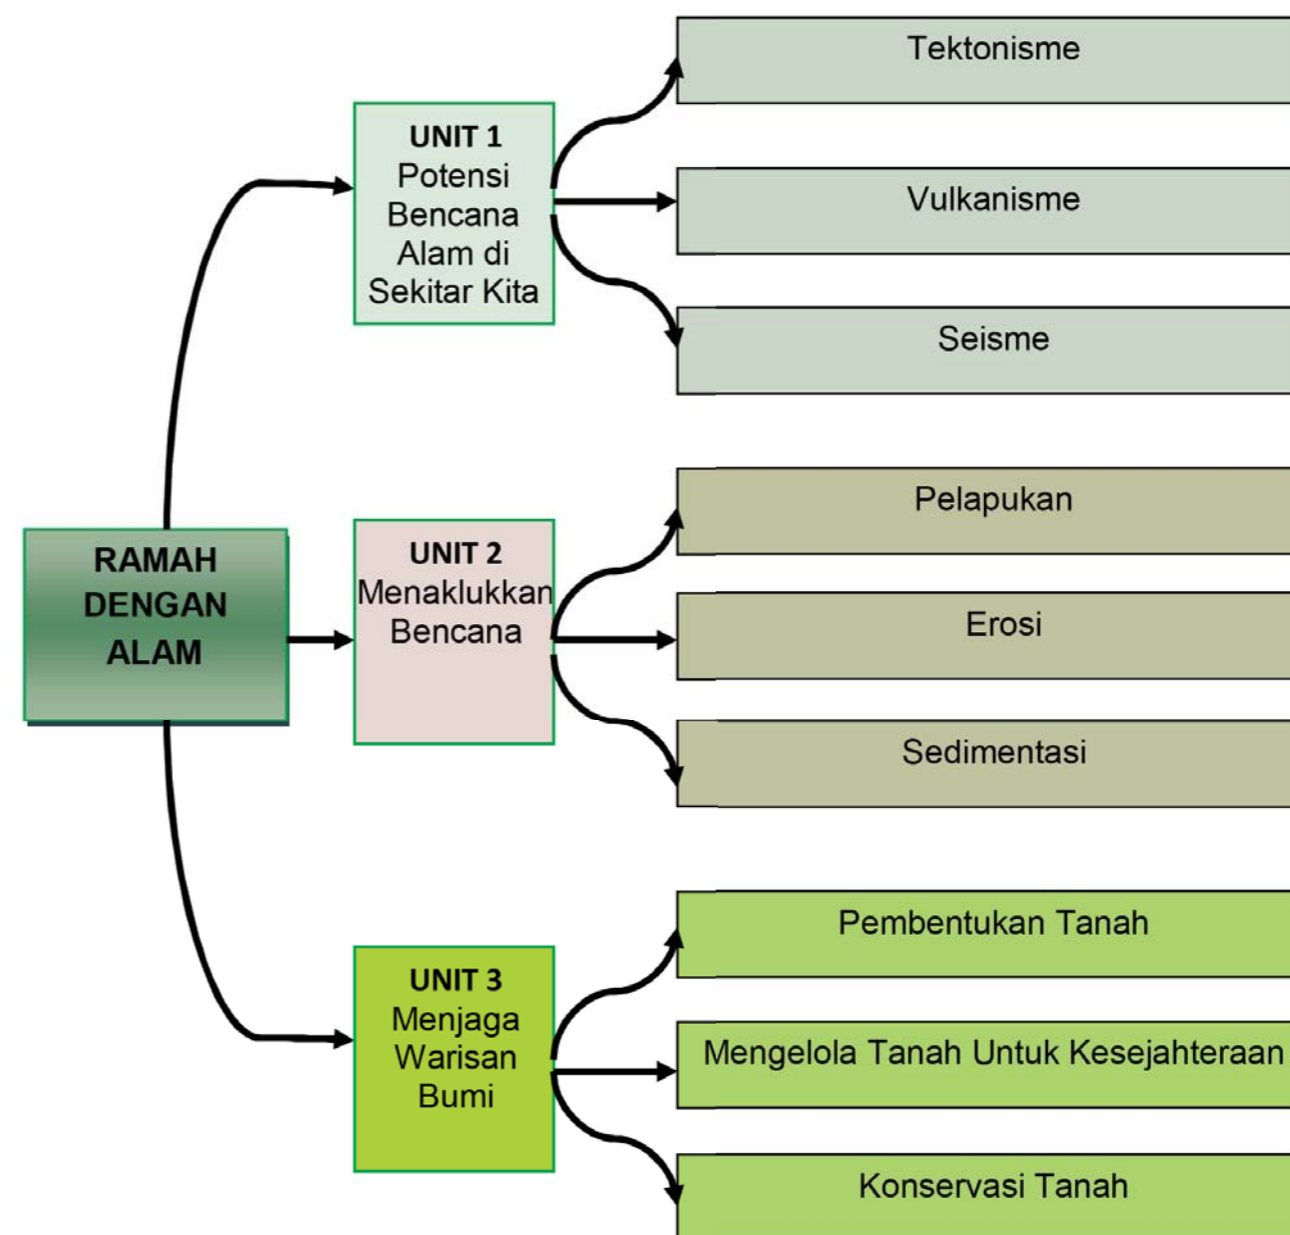 RAMAH
DENGAN
ALAM
UNIT 1
Potensi
Bencana
Alam di
Sekitar Kita
Tektonisme
Vulkanisme
Seisme
UNIT 2
Menaklukkan
Bencana
Pelapukan
Erosi
Sedimentasi
UNIT 3
Menjaga
Warisan
Bumi
Pembentukan Tanah
Mengelola Tanah Untuk Kesejahteraan
Konservasi Tanah